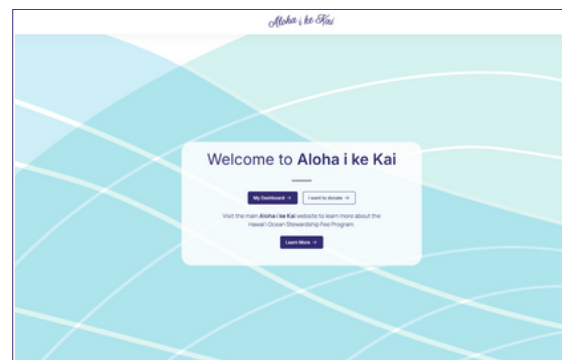 Aloha i ke Kai
Welcome to Aloha i ke Kai
My Dashboard → I want to donate →
Visit the main Aloha i ke Kai website to learn more about the
Hawai'i Ocean Stewardship Fee Program.
Learn More →